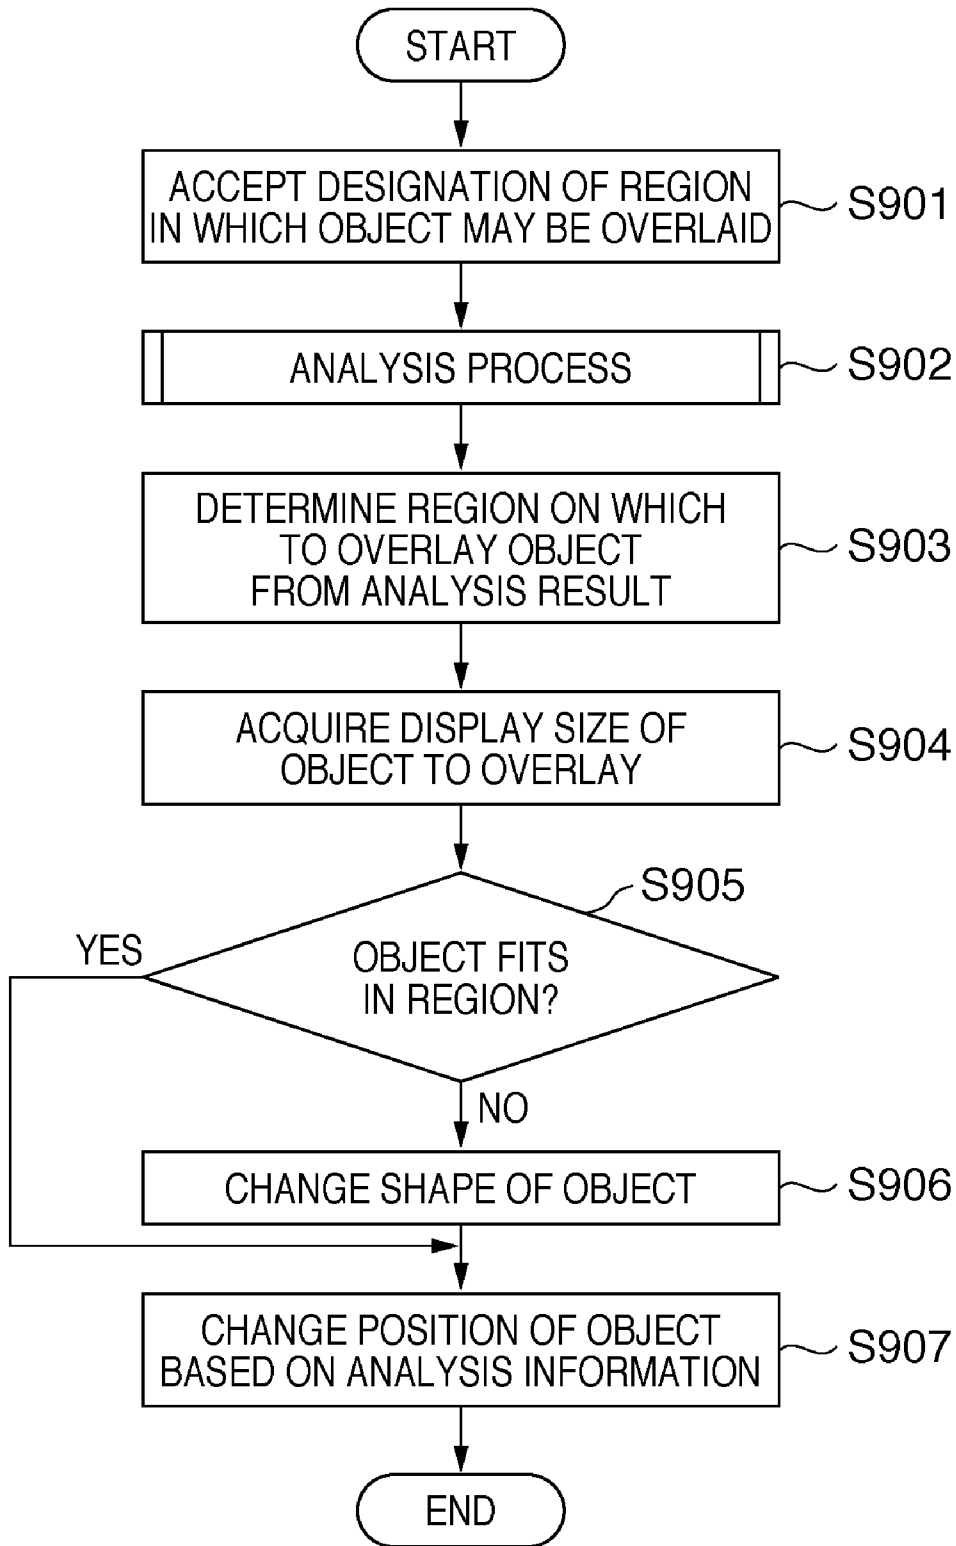 START
ACCEPT DESIGNATION OF REGION
IN WHICH OBJECT MAY BE OVERLAID
S901
ANALYSIS PROCESS
S902
DETERMINE REGION ON WHICH
TO OVERLAY OBJECT
FROM ANALYSIS RESULT
S903
ACQUIRE DISPLAY SIZE OF
OBJECT TO OVERLAY
S904
S905
YES
OBJECT FITS
IN REGION?
NO
CHANGE SHAPE OF OBJECT
S906
CHANGE POSITION OF OBJECT
BASED ON ANALYSIS INFORMATION
S907
END